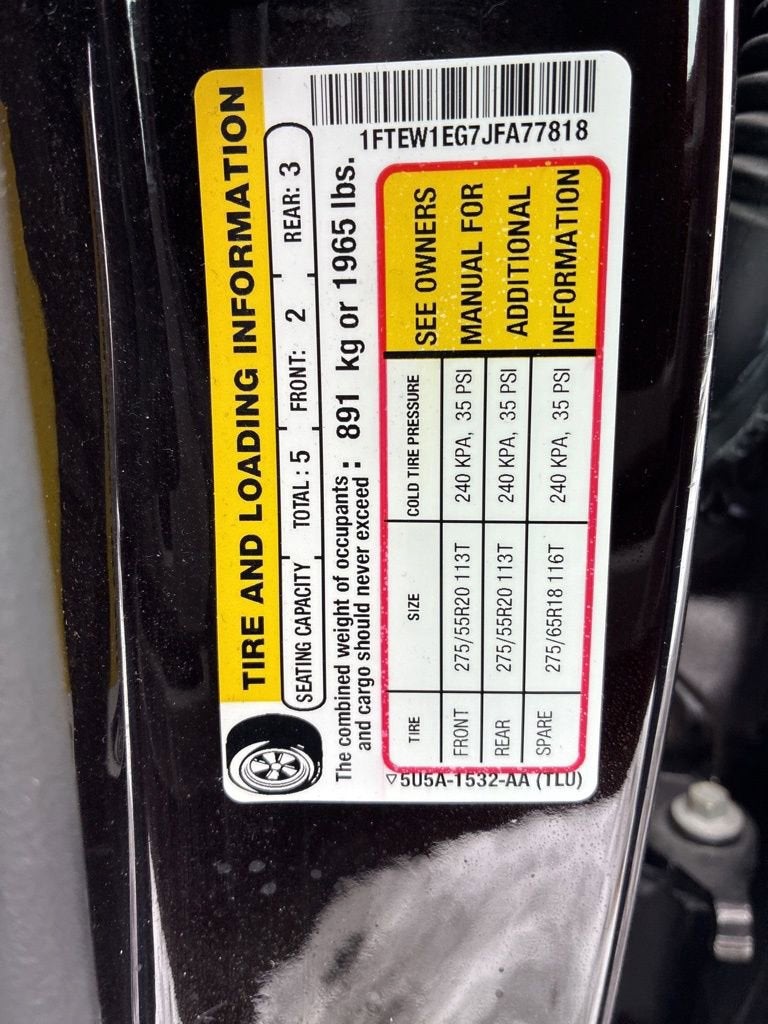 1FTEW1EG7JFA77818
TIRE AND LOADING INFORMATION
SEATING CAPACITY TOTAL : 5 FRONT: 2 REAR: 3
The combined weight of occupants
and cargo should never exceed : 891 kg or 1965 lbs.
TIRE SIZE COLD TIRE PRESSURE
FRONT 275/55R20 113T 240 KPA, 35 PSI
REAR 275/55R20 113T 240 KPA, 35 PSI
SPARE 275/65R18 116T 240 KPA, 35 PSI
SEE OWNERS
MANUAL FOR
ADDITIONAL
INFORMATION
5U5A-1532-AA (TLU)